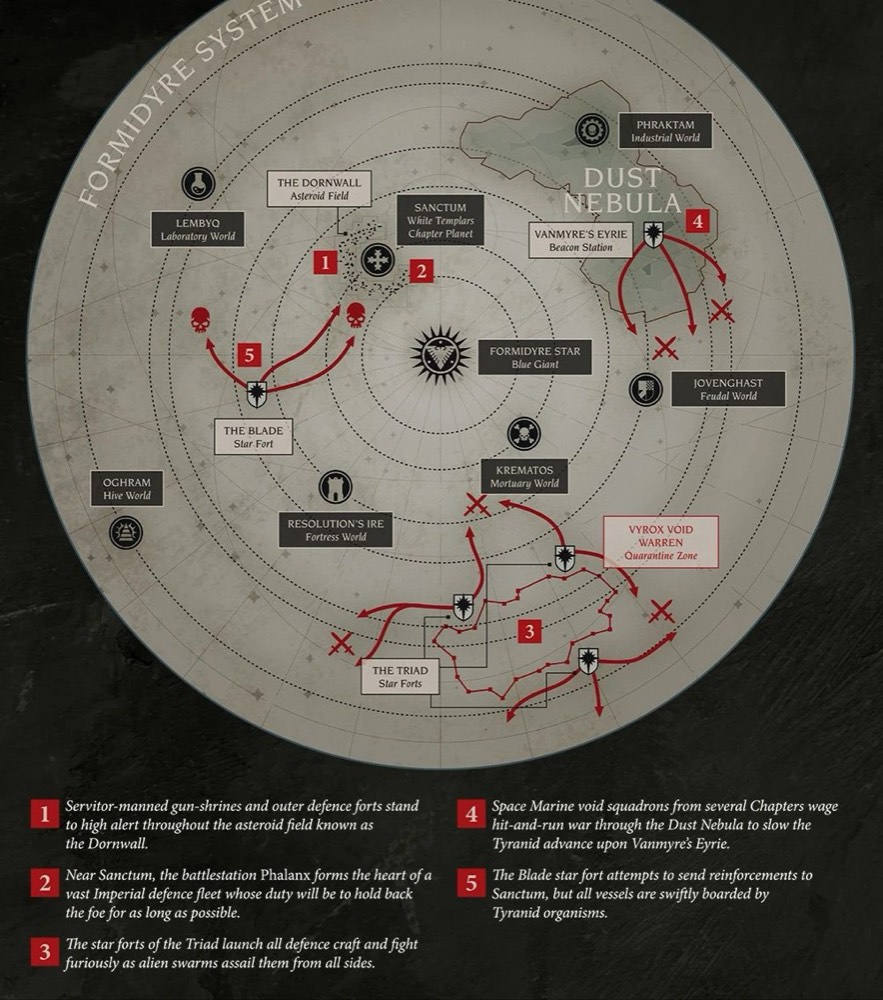 FORMIDYRE SYSTEM
PHRAKTAM
Industrial World
DUST
NEBULA
THE DORNWALL
Asteroid Field
LEMBYQ
Laboratory World
SANCTUM
White Templars
Chapter Planet
VANMYRE'S EYRIE
Beacon Station
4
1
2
5
FORMIDYRE STAR
Blue Giant
JOVENGHAST
Feudal World
THE BLADE
Star Fort
KREMATOS
Mortuary World
OGHRAM
Hive World
RESOLUTION'S IRE
Fortress World
VYROX VOID
WARREN
Quarantine Zone
3
THE TRIAD
Star Forts
1 Servitor-manned gun-shrines and outer defence forts stand
to high alert throughout the asteroid field known as
the Dornwall.
2 Near Sanctum, the battlestation Phalanx forms the heart of a
vast Imperial defence fleet whose duty will be to hold back
the foe for as long as possible.
3 The star forts of the Triad launch all defence craft and fight
furiously as alien swarms assail them from all sides.
4 Space Marine void squadrons from several Chapters wage
hit-and-run war through the Dust Nebula to slow the
Tyranid advance upon Vanmyre's Eyrie.
5 The Blade star fort attempts to send reinforcements to
Sanctum, but all vessels are swiftly boarded by
Tyranid organisms.